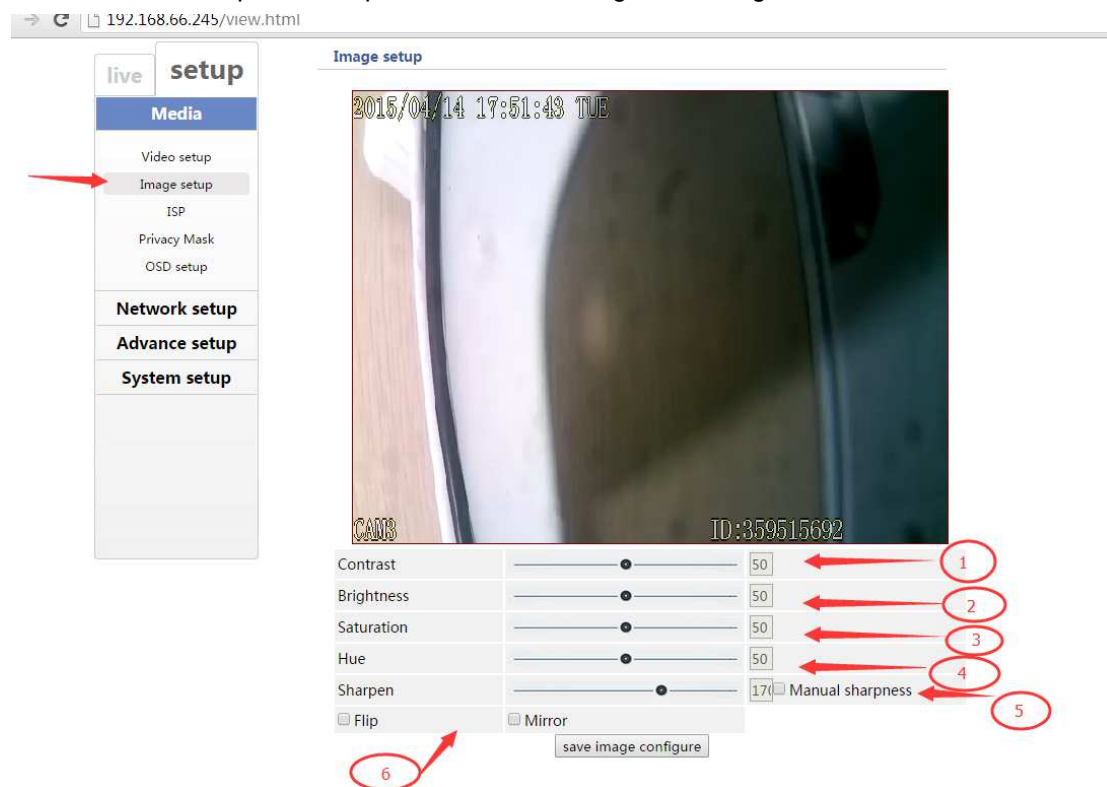 192.168.66.245/view.html
live
setup
Image setup
Media
Video setup
Image setup
ISP
Privacy Mask
OSD setup
Network setup
Advance setup
System setup
2015/04/14 17:51:43 TUE
CAM3
ID:359515692
Contrast 50 1
Brightness 50 2
Saturation 50 3
Hue 50 4
Sharpen 170 Manual sharpness 5
Flip Mirror
save image configure
6